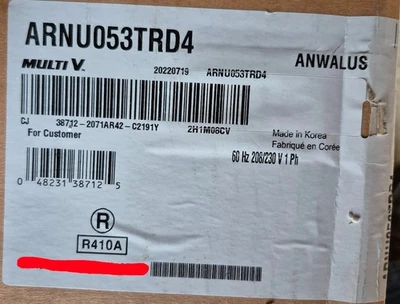 ARNU053TRD4
ANWALUS
MULTI V. 20220719 ARNU053TRD4
CJ 38712-2071AR42-C2191Y 2H1M06CV
For Customer
Made in Korea
Fabriqué en Corée
60 Hz 208/230 V 1 Ph
0 48231 38712 5
R
R410A